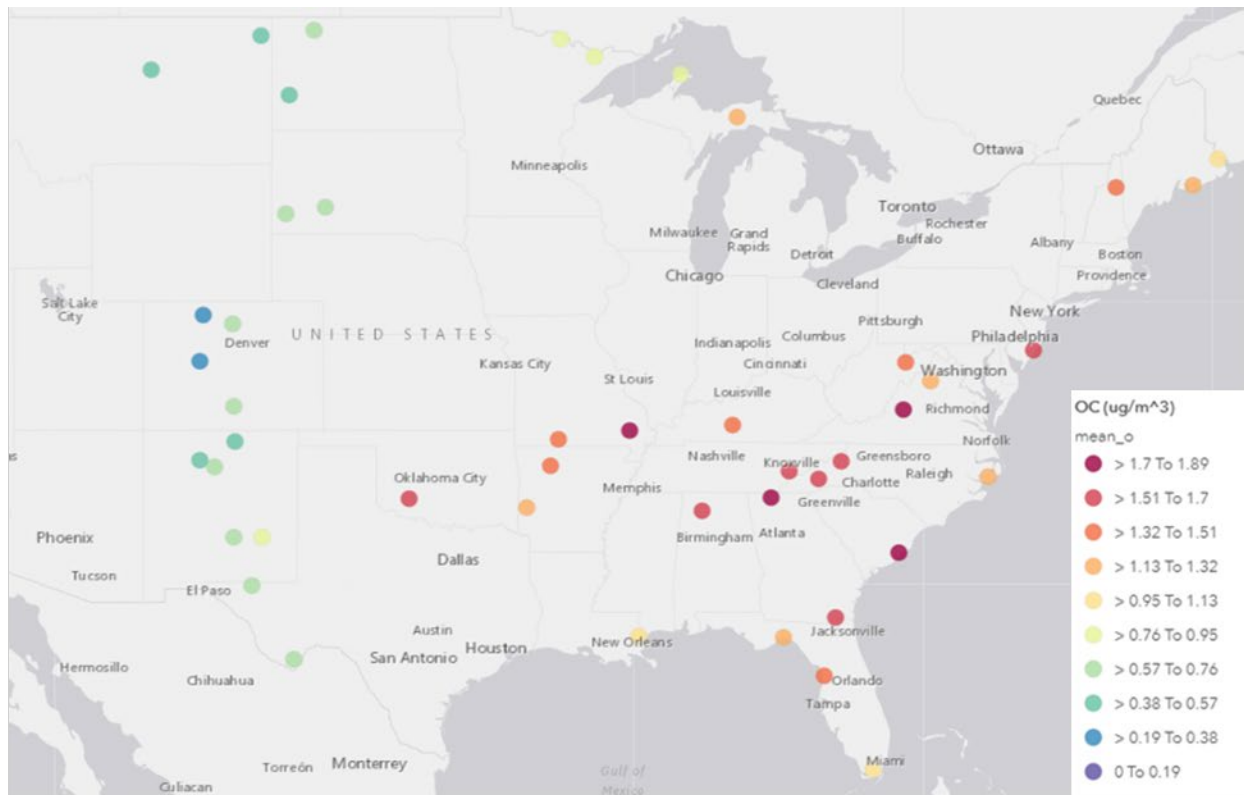 Quebec
Ottawa
Minneapolis
Toronto
Rochester
Milwaukee
Grand
Rapids
Buffalo
Albany
Detroit
Boston
Chicago
Cleveland
Providence
Salt Lake
City
New York
UNITED STATES
Pittsburgh
Denver
Indianapolis
Columbus
Philadelphia
Kansas City
Cincinnati
St Louis
Washington
Louisville
Richmond
Norfolk
Nashville
Knoxville
Greensboro
Oklahoma City
Raleigh
Memphis
Charlotte
Greenville
Phoenix
Birmingham
Atlanta
Dallas
Tucson
El Paso
Austin
Jacksonville
New Orleans
Houston
San Antonio
Hermosillo
Chihuahua
Orlando
Tampa
Miami
Torreón
Monterrey
Gulf of
Mexico
Culiacan
OC (ug/m^3)
mean_o
> 1.7 To 1.89
> 1.51 To 1.7
> 1.32 To 1.51
> 1.13 To 1.32
> 0.95 To 1.13
> 0.76 To 0.95
> 0.57 To 0.76
> 0.38 To 0.57
> 0.19 To 0.38
0 To 0.19